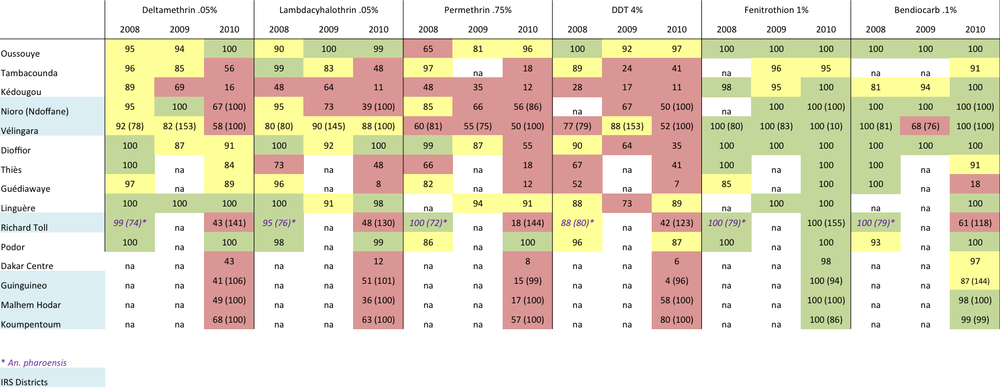 Deltamethrin .05% Lambdacyhalothrin .05% Permethrin .75% DDT 4% Fenitrothion 1% Bendiocarb .1%
2008 2009 2010 2008 2009 2010 2008 2009 2010 2008 2009 2010 2008 2009 2010 2008 2009 2010
Oussouye 95 94 100 90 100 99 65 81 96 100 92 97 100 100 100 100 100 100
Tambacounda 96 85 56 99 83 48 97 na 18 89 24 41 na 96 95 na na 91
Kédougou 89 69 16 48 64 11 48 35 12 28 17 11 98 95 100 81 94 100
Nioro (Ndoffane) 95 100 67 (100) 95 73 39 (100) 85 66 56 (86) na 67 50 (100) na 100 100 (100) 100 100 100 (100)
Vélingara 92 (78) 82 (153) 58 (100) 80 (80) 90 (145) 88 (100) 60 (81) 55 (75) 50 (100) 77 (79) 88 (153) 52 (100) 100 (80) 100 (83) 100 (10) 100 (81) 68 (76) 100 (100)
Dioffior 100 87 91 100 92 100 99 87 55 90 64 35 100 100 100 100 100 100
Thiès 100 na 84 73 na 48 66 na 18 67 na 41 100 na 100 100 na 91
Guédiawaye 97 na 89 96 na 8 82 na 12 52 na 7 85 na 100 100 na 18
Linguère 100 100 100 100 91 98 na 94 91 88 73 89 na 100 100 na na 100
Richard Toll 99 (74)* na 43 (141) 95 (76)* na 48 (130) 100 (72)* na 18 (144) 88 (80)* na 42 (123) 100 (79)* na 100 (155) 100 (79)* na 61 (118)
Podor 100 na 100 98 na 99 86 na 100 96 na 87 100 na 100 93 na 100
Dakar Centre na na 43 na na 12 na na 8 na na 6 na na 98 na na 97
Guinguineo na na 41 (106) na na 51 (101) na na 15 (99) na na 4 (96) na na 100 (94) na na 87 (144)
Malhem Hodar na na 49 (100) na na 36 (100) na na 17 (100) na na 58 (100) na na 100 (100) na na 98 (100)
Koumpentoum na na 68 (100) na na 63 (100) na na 57 (100) na na 80 (100) na na 100 (86) na na 99 (99)
* An. pharoensis
IRS Districts